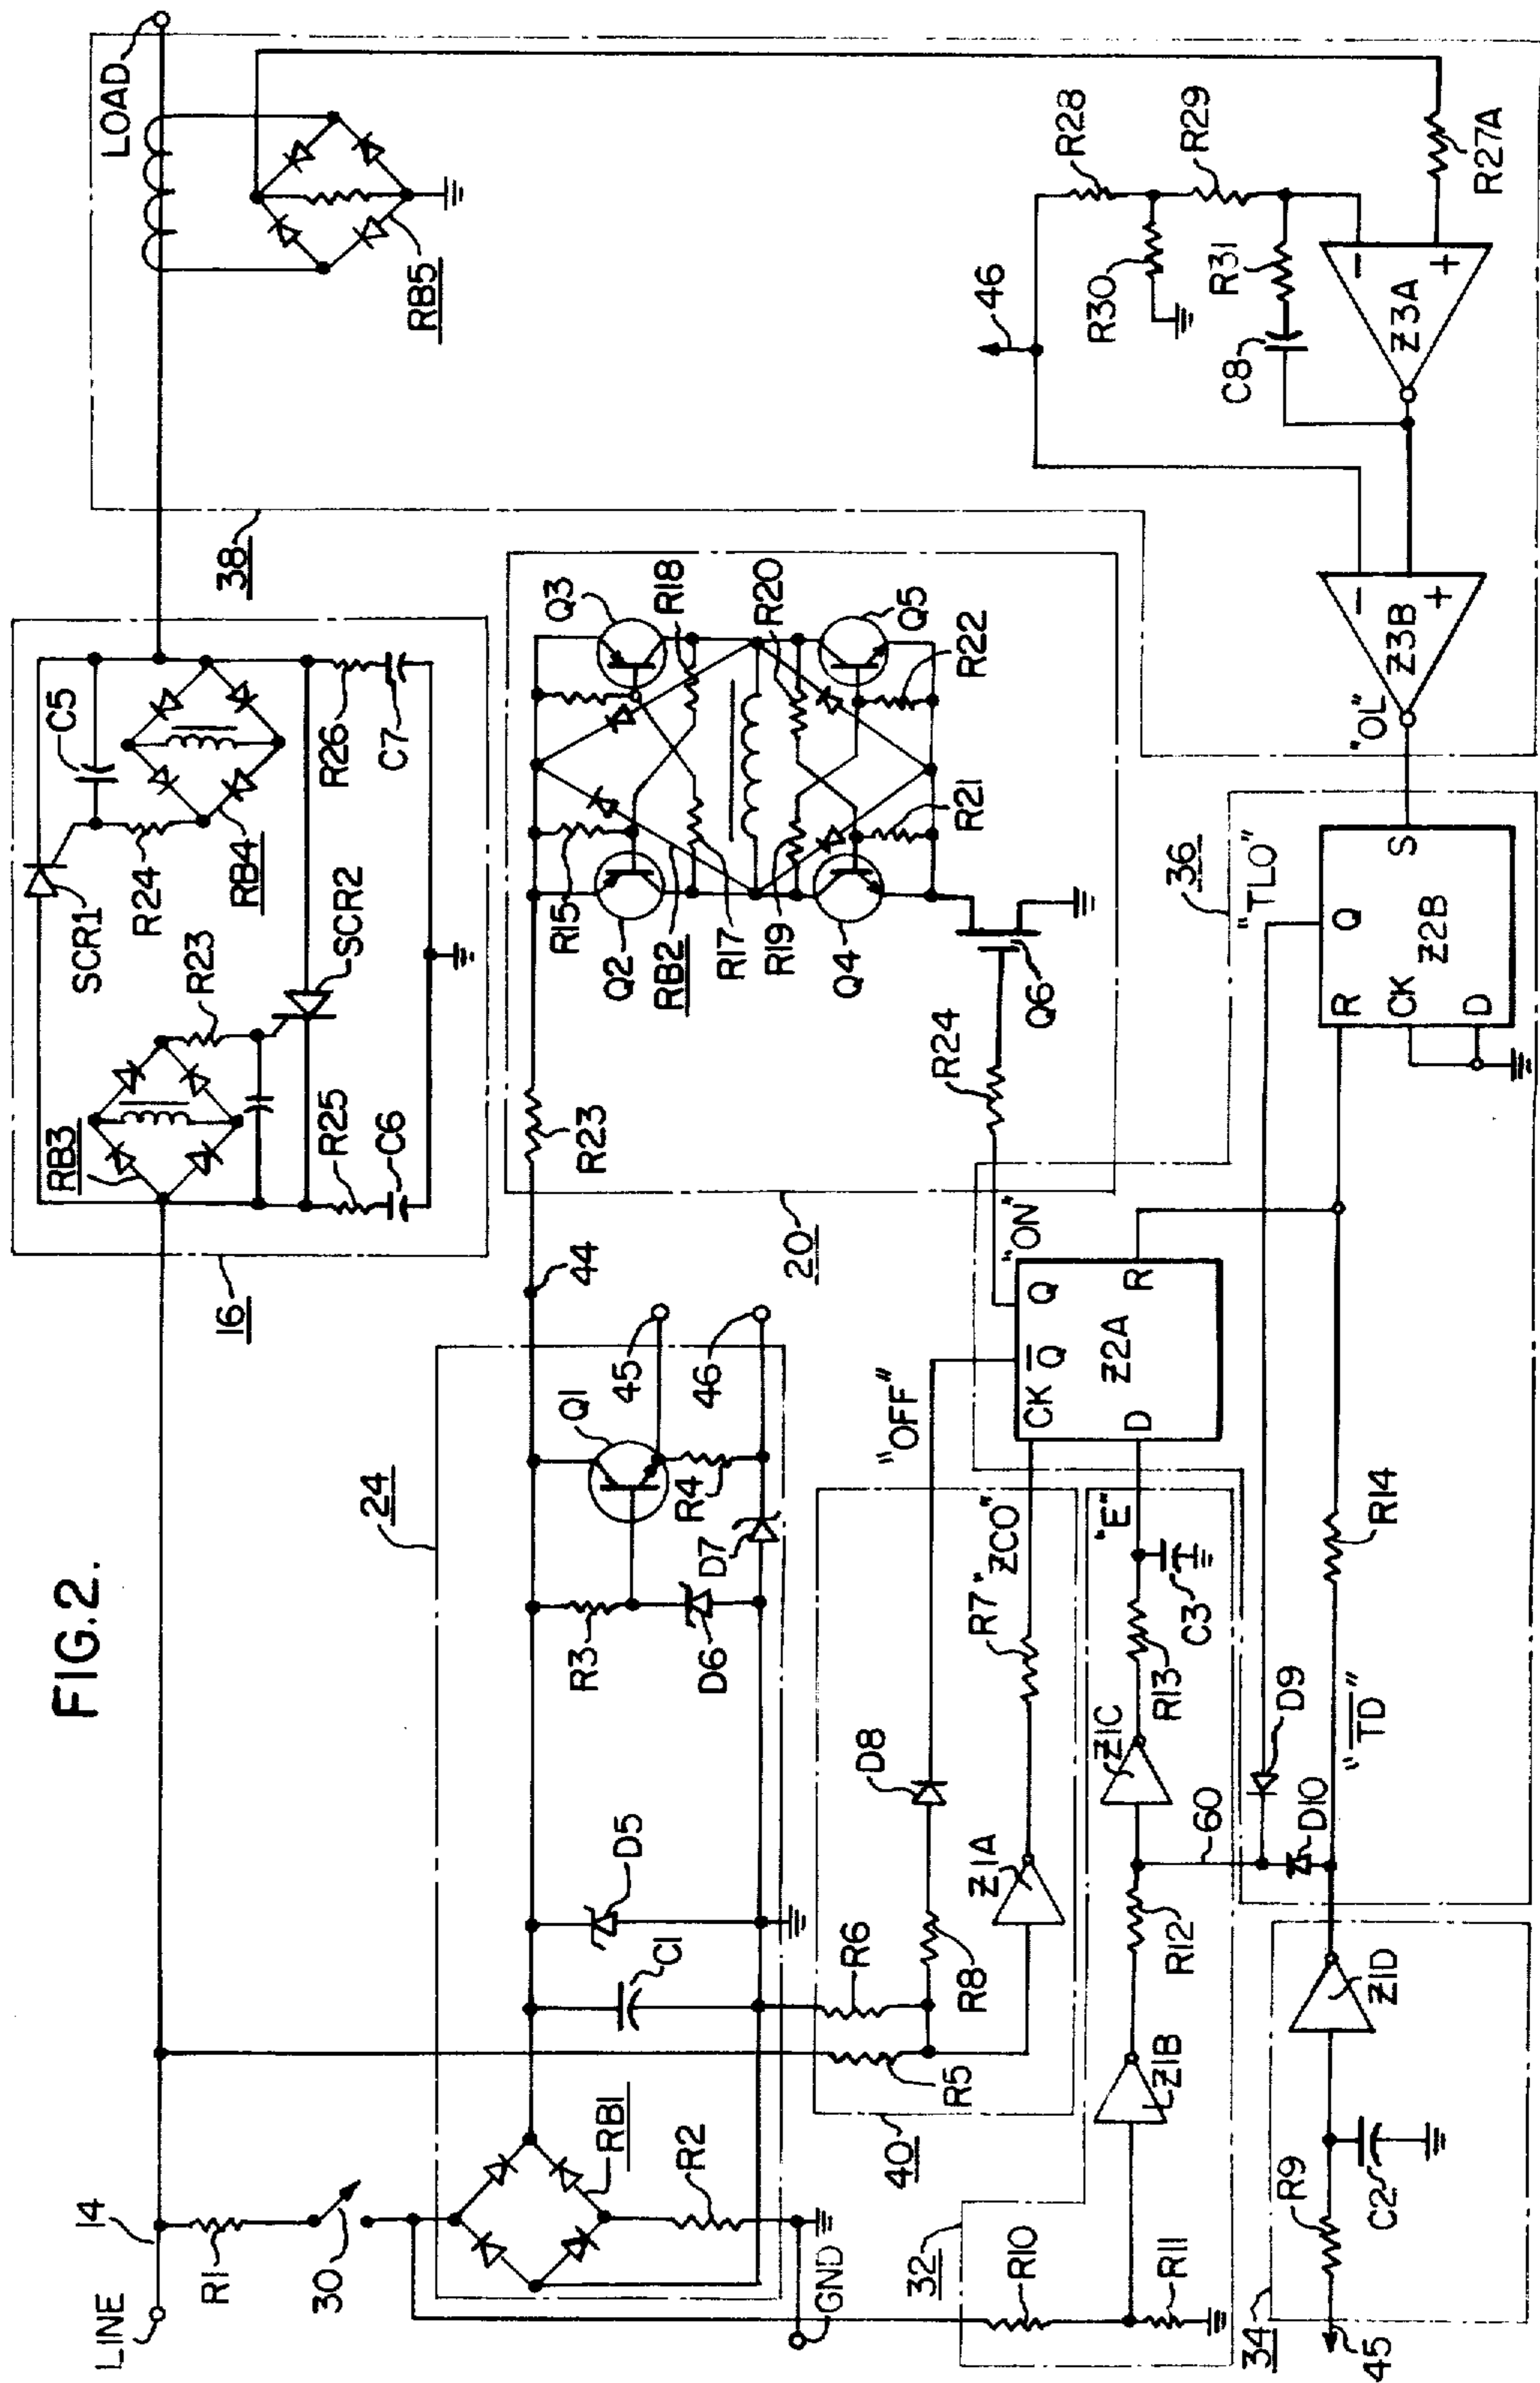 FIG.2.
LINE
14
R1
30
16
RB3
R23
R25
C6
SCR1
R24
RB4
SCR2
C5
R26
C7
38
LOAD
RB5
24
RB1
R2
GND
C1
D5
R3
D6
Q1
R4
D7
45
46
44
R23
20
R15
Q2
RB2
R17
R19
Q4
Q3
R18
R20
Q5
R22
R21
Q6
R24
46
R28
R30
R29
R31
C8
R27A
Z3A
- +
Z3B
- +
"OL"
40
R5
R6
R8
D8
Z1A
R7
"ZCO"
"OFF"
"ON"
CK Q̅ Q
Z2A
D R
32
R10
R11
Z1B
R12
Z1C
R13
C3
"E"
60
D9
D10
"T̅D̅"
R14
36
"TLO"
R Q S
CK
Z2B
D
34
45
R9
C2
Z1D